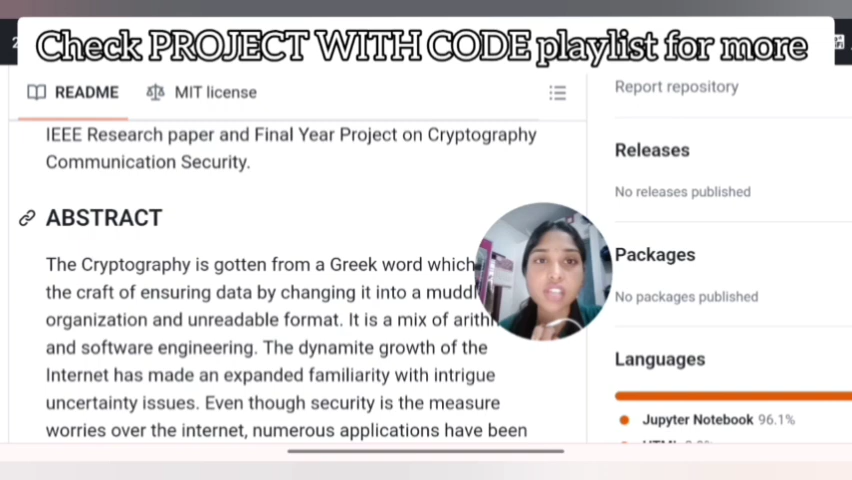 Check PROJECT WITH CODE playlist for more
2
README
MIT license
Report repository
IEEE Research paper and Final Year Project on Cryptography
Communication Security.
Releases
No releases published
ABSTRACT
The Cryptography is gotten from a Greek word which
the craft of ensuring data by changing it into a
organization and unreadable format. It is a mix of
and software engineering. The dynamite growth of the
Internet has made an expanded familiarity with intrigue
uncertainty issues. Even though security is the measure
worries over the internet, numerous applications have been
Packages
No packages published
Languages
Jupyter Notebook 96.1%